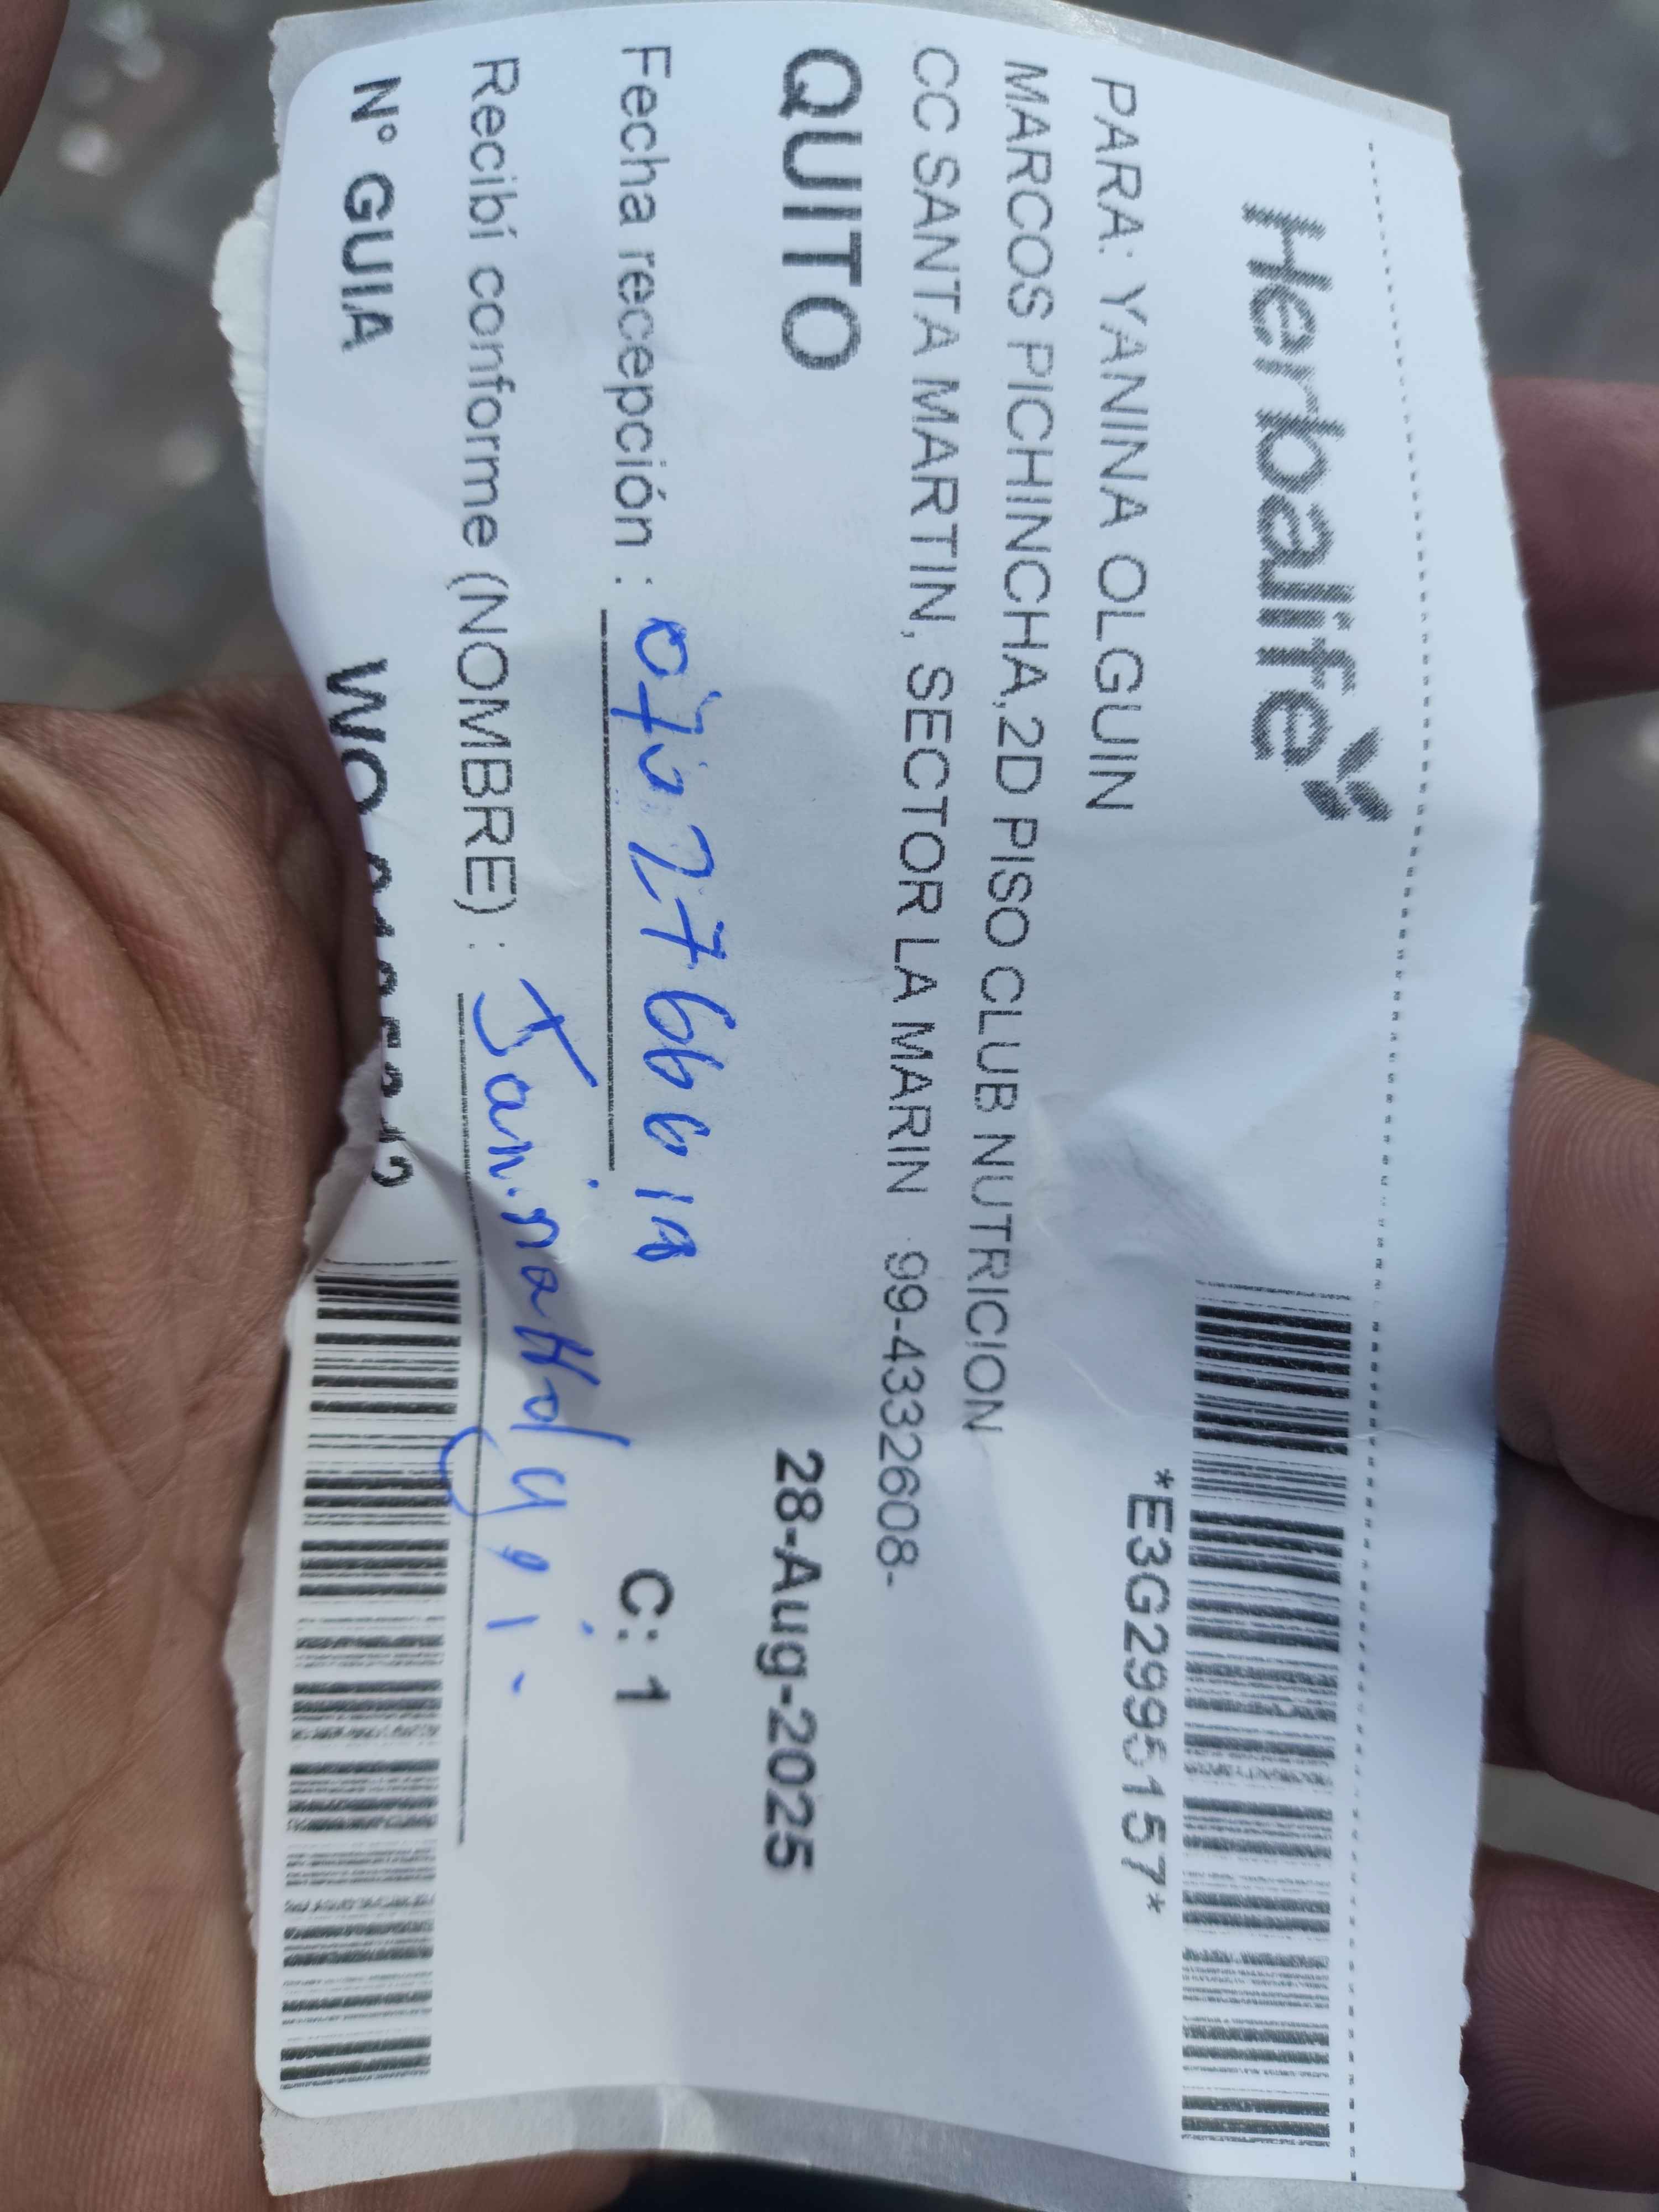 Herbalife
*E3G2995157*
PARA: YANINA OLGUIN
MARCOS PICHINCHA,2D PISO CLUB NUTRICION
CC SANTA MARTIN, SECTOR LA MARIN 99-4332608-
QUITO 28-Aug-2025
Fecha recepción : C: 1
Recibí conforme (NOMBRE) :
N° GUIA